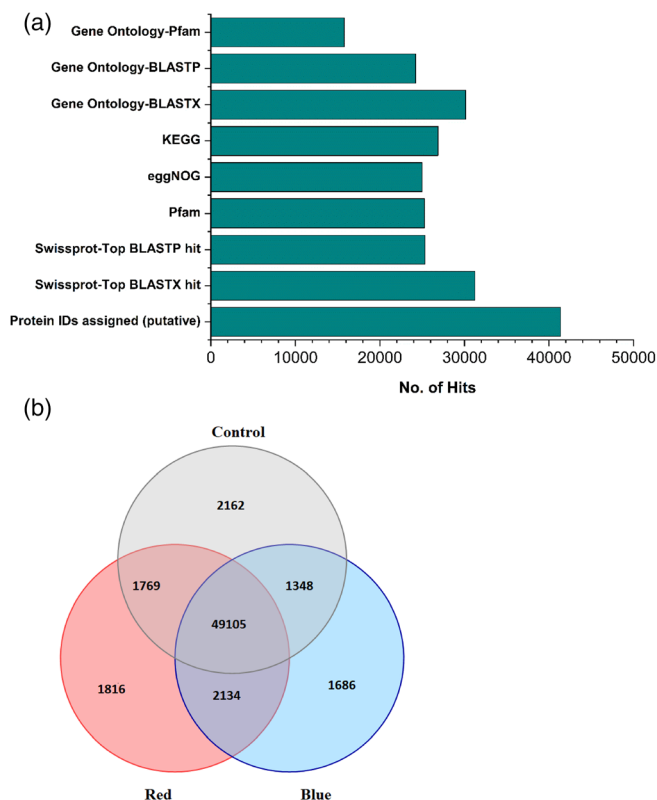 (a)
Gene Ontology-Pfam
Gene Ontology-BLASTP
Gene Ontology-BLASTX
KEGG
eggNOG
Pfam
Swissprot-Top BLASTP hit
Swissprot-Top BLASTX hit
Protein IDs assigned (putative)
0 10000 20000 30000 40000 50000
No. of Hits
(b)
Control
2162
1769 1348
49105
1816 2134 1686
Red Blue